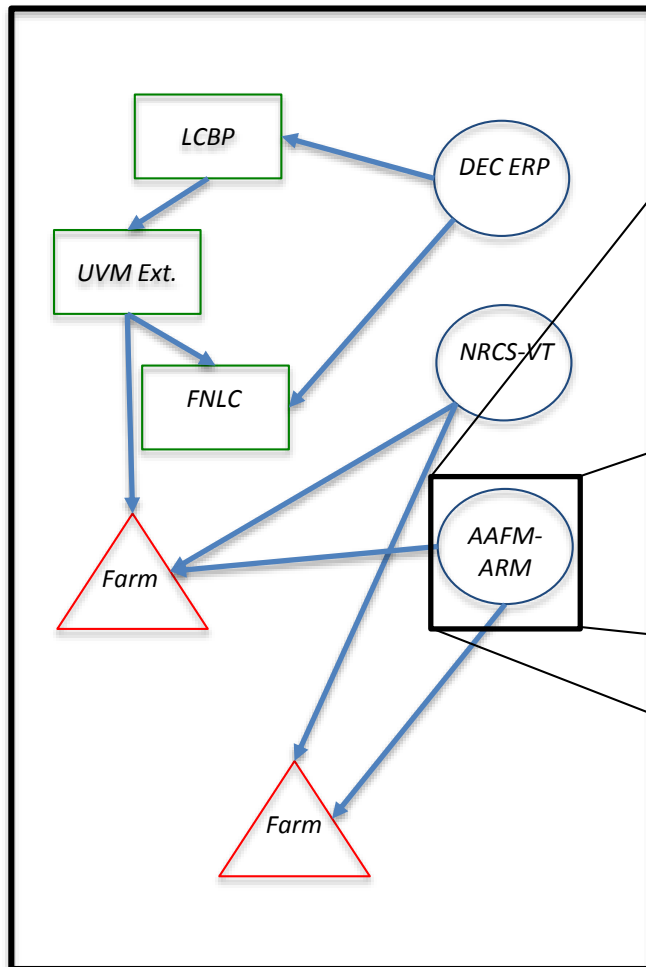 LCBP
DEC ERP
UVM Ext.
NRCS-VT
FNLC
AAFM-
ARM
Farm
Farm